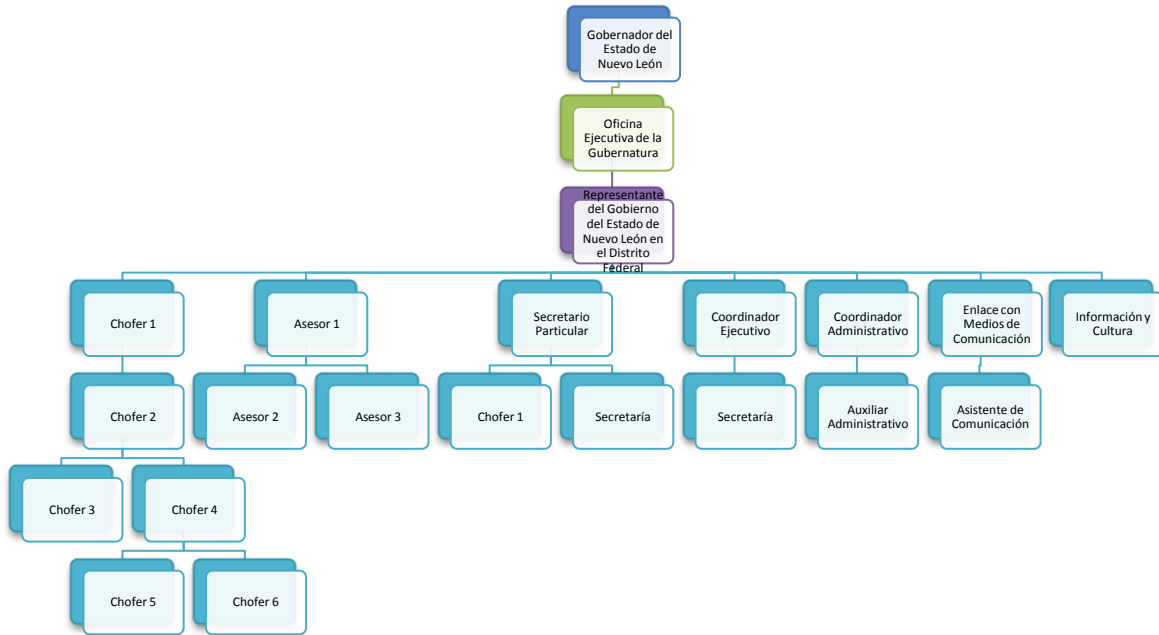 Gobernador del
Estado de
Nuevo León
Oficina
Ejecutiva de la
Gubernatura
Representante
del Gobierno
del Estado de
Nuevo León en
el Distrito
Federal
Chofer 1
Asesor 1
Secretario
Particular
Coordinador
Ejecutivo
Coordinador
Administrativo
Enlace con
Medios de
Comunicación
Información y
Cultura
Chofer 2
Asesor 2
Asesor 3
Chofer 1
Secretaría
Secretaría
Auxiliar
Administrativo
Asistente de
Comunicación
Chofer 3
Chofer 4
Chofer 5
Chofer 6